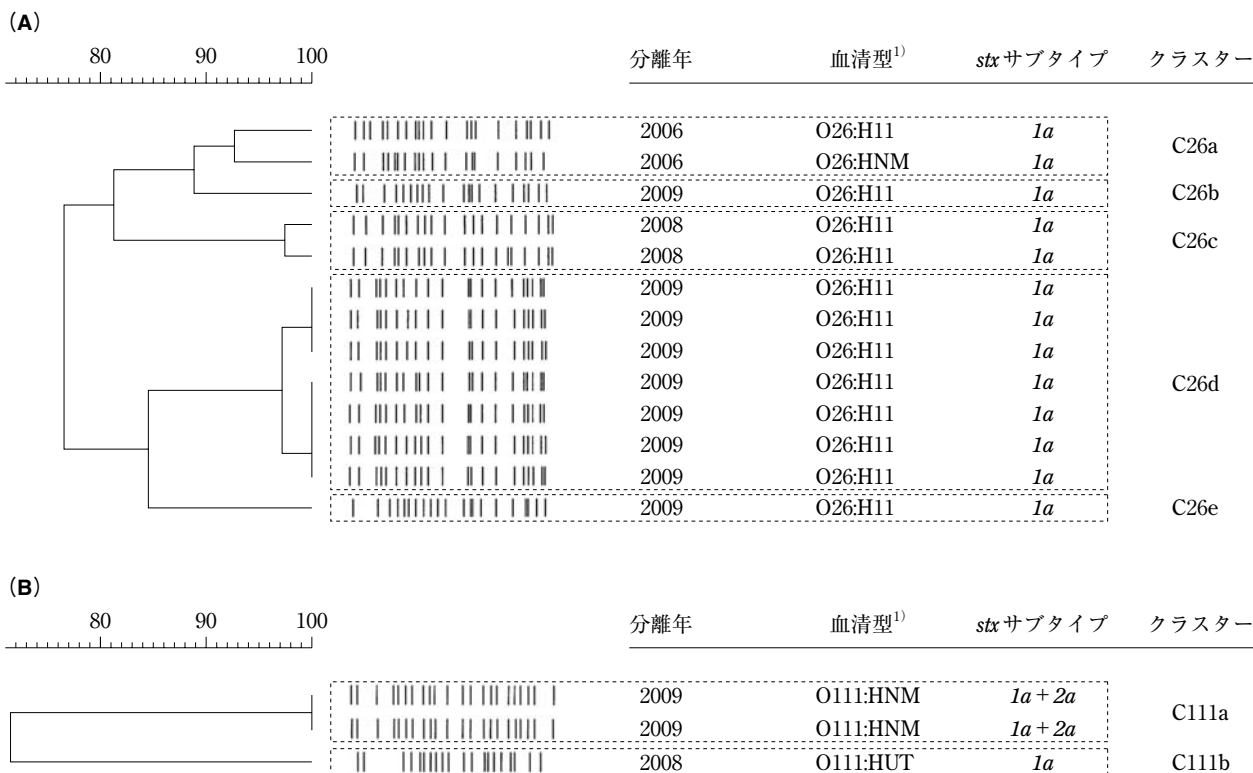 (A)
80 90 100
分離年 血清型1) stxサブタイプ クラスター
2006 O26:H11 1a
C26a
2006 O26:HNM 1a
2009 O26:H11 1a C26b
2008 O26:H11 1a
C26c
2008 O26:H11 1a
2009 O26:H11 1a
2009 O26:H11 1a
2009 O26:H11 1a
2009 O26:H11 1a C26d
2009 O26:H11 1a
2009 O26:H11 1a
2009 O26:H11 1a
2009 O26:H11 1a C26e
(B)
80 90 100
分離年 血清型1) stxサブタイプ クラスター
2009 O111:HNM 1a + 2a
C111a
2009 O111:HNM 1a + 2a
2008 O111:HUT 1a C111b